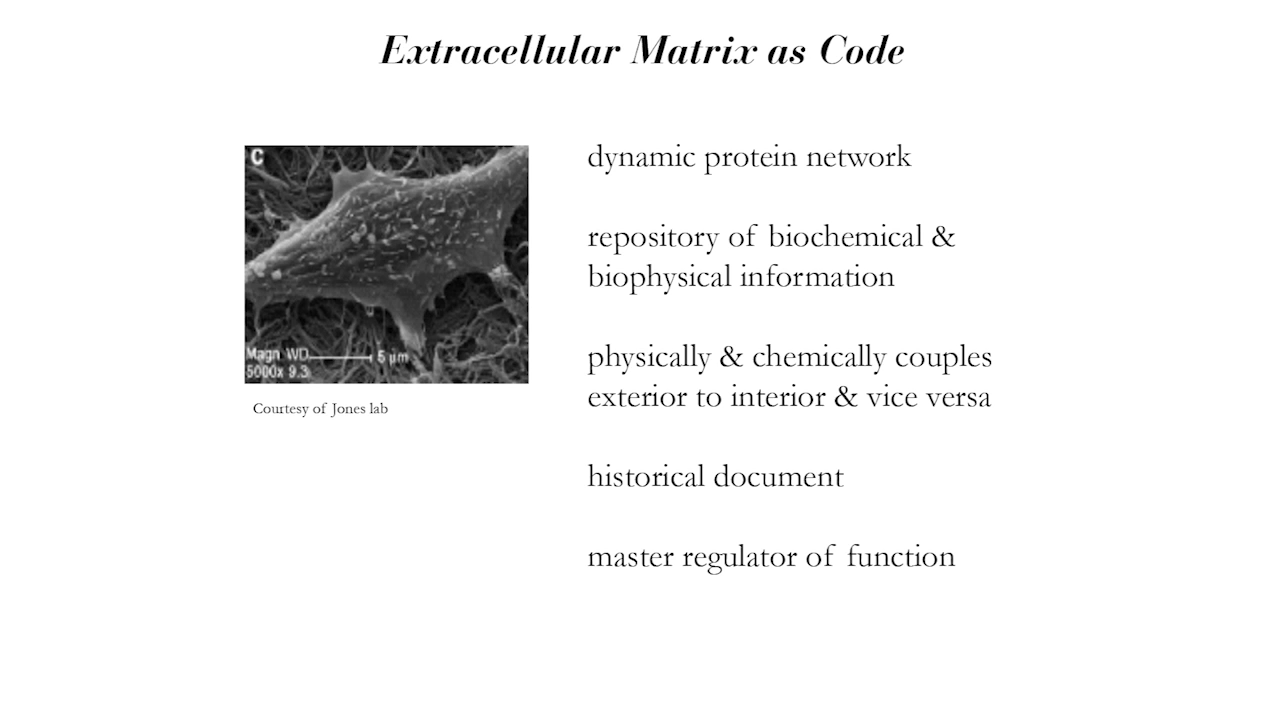 Extracellular Matrix as Code
C
Magn WD
5 µm
5000x 9.3
Courtesy of Jones lab
dynamic protein network
repository of biochemical &
biophysical information
physically & chemically couples
exterior to interior & vice versa
historical document
master regulator of function